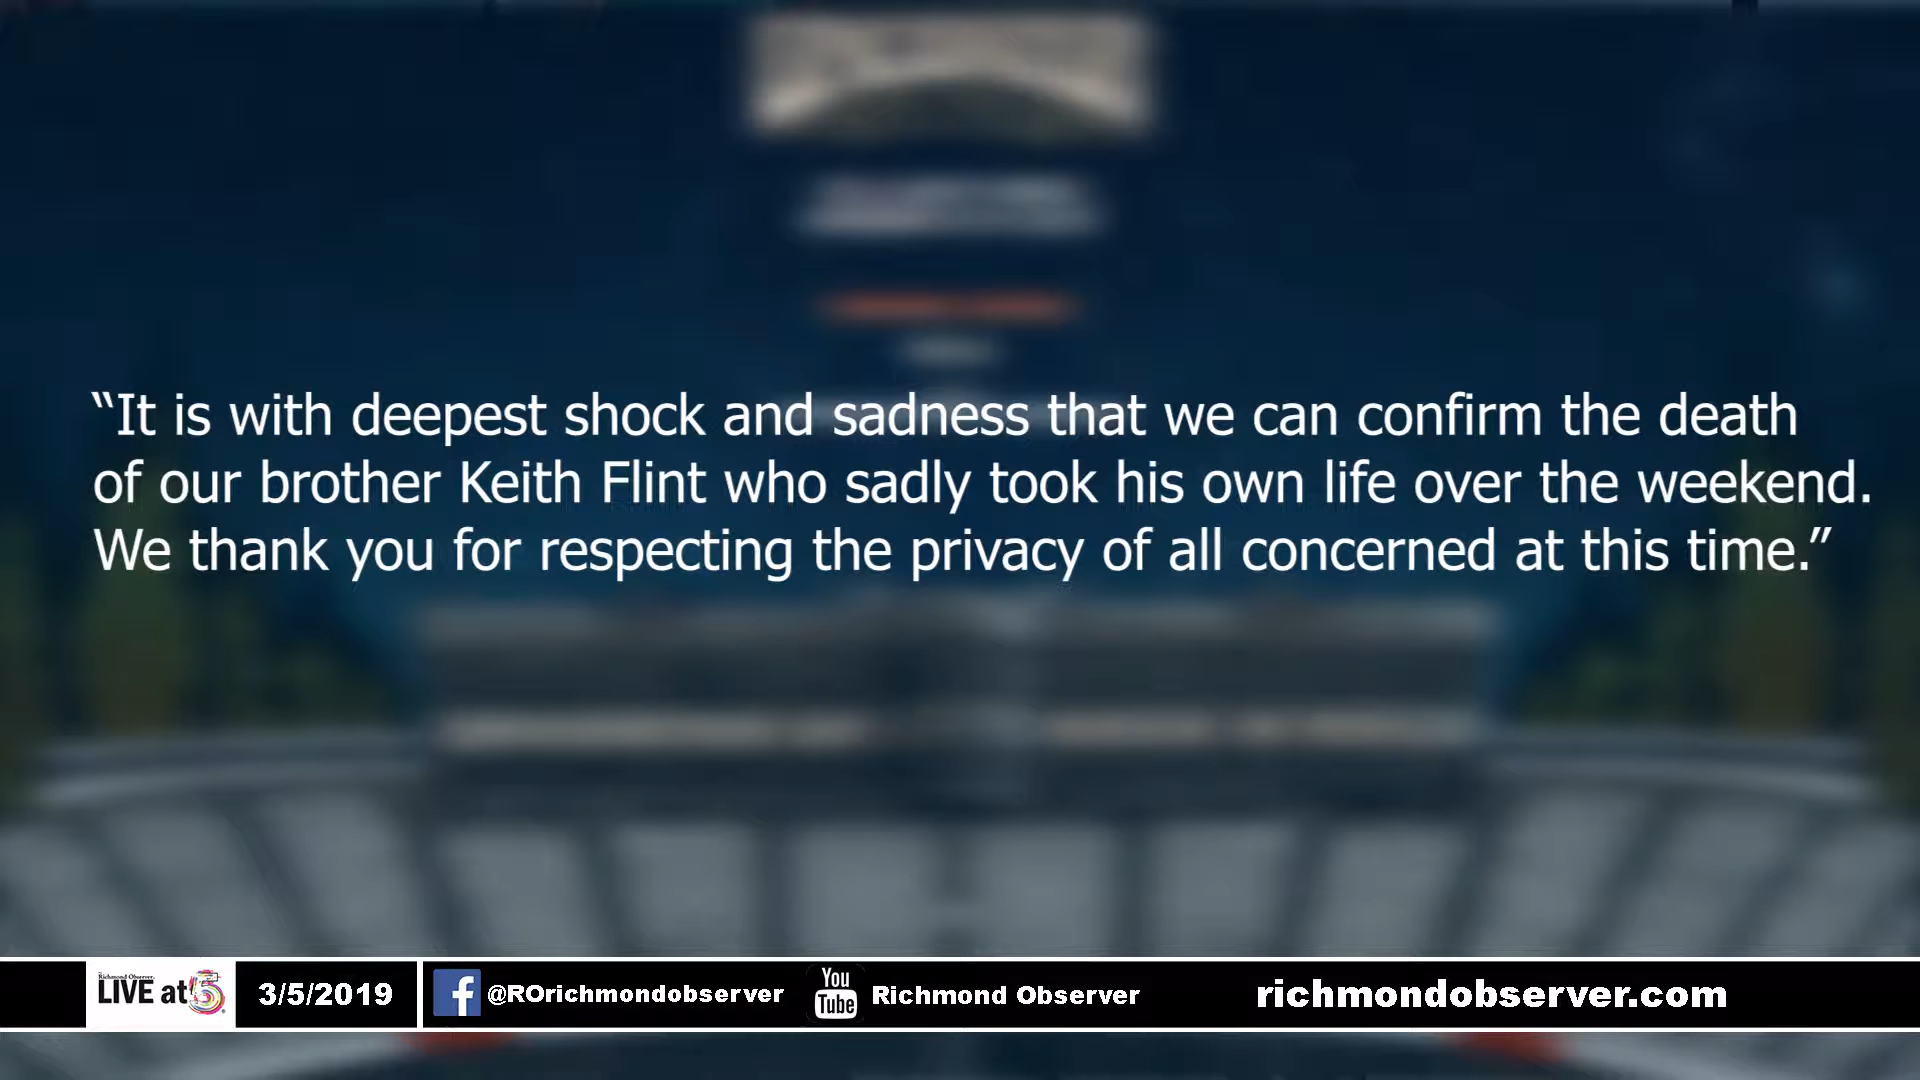 “It is with deepest shock and sadness that we can confirm the death
of our brother Keith Flint who sadly took his own life over the weekend.
We thank you for respecting the privacy of all concerned at this time.”
Richmond Observer
LIVE at 5
3/5/2019
@ROrichmondobserver
You
Tube
Richmond Observer
richmondobserver.com